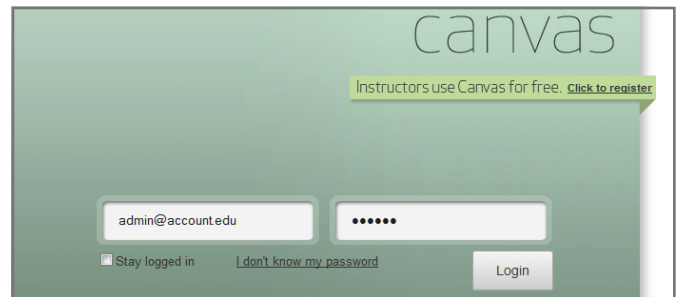 canvas
Instructors use Canvas for free. Click to register
admin@account.edu ••••••
Stay logged in I don't know my password
Login